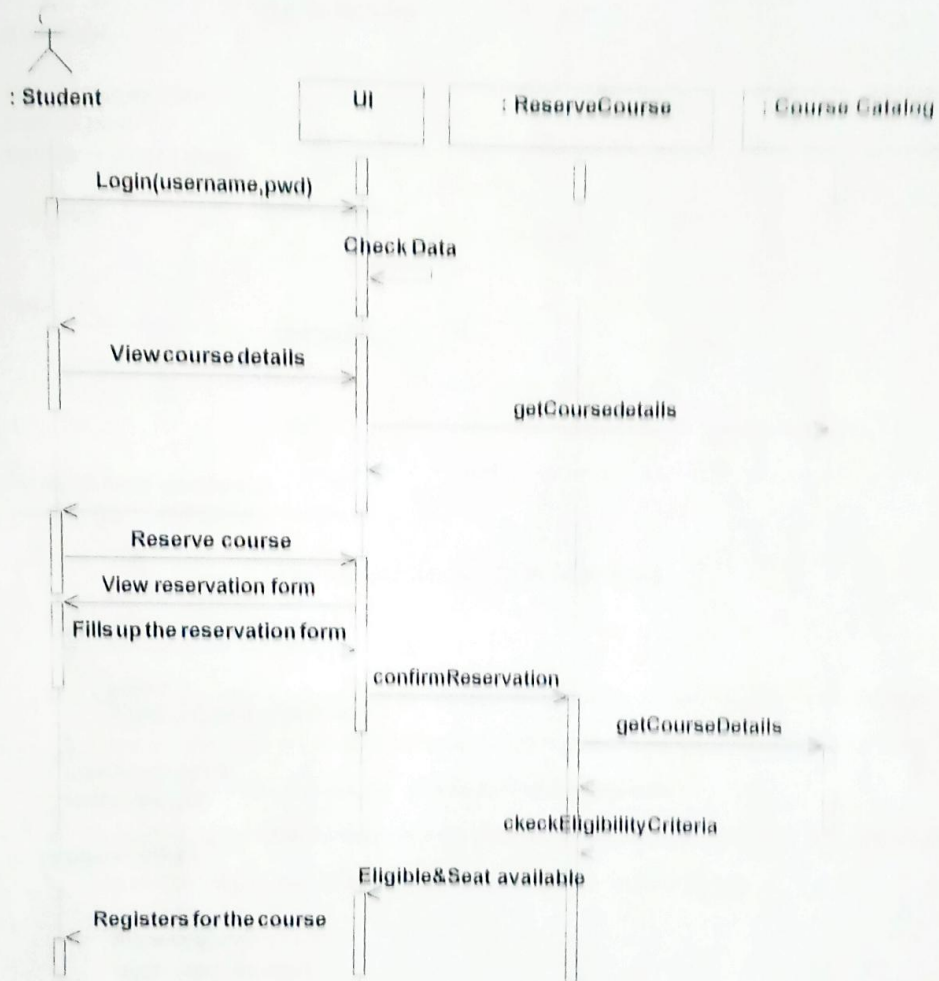 : Student
UI
: ReserveCourse
: Course Catalog
Login(username,pwd)
Check Data
View course details
getCoursedetails
Reserve course
View reservation form
Fills up the reservation form
confirmReservation
getCourseDetails
ckeckEligibilityCriteria
Eligible&Seat available
Registers for the course